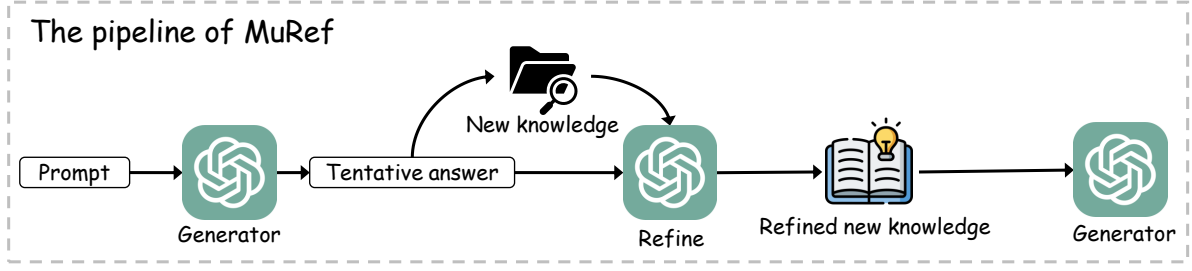 The pipeline of MuRef
New knowledge
Prompt
Tentative answer
Generator
Refine
Refined new knowledge
Generator